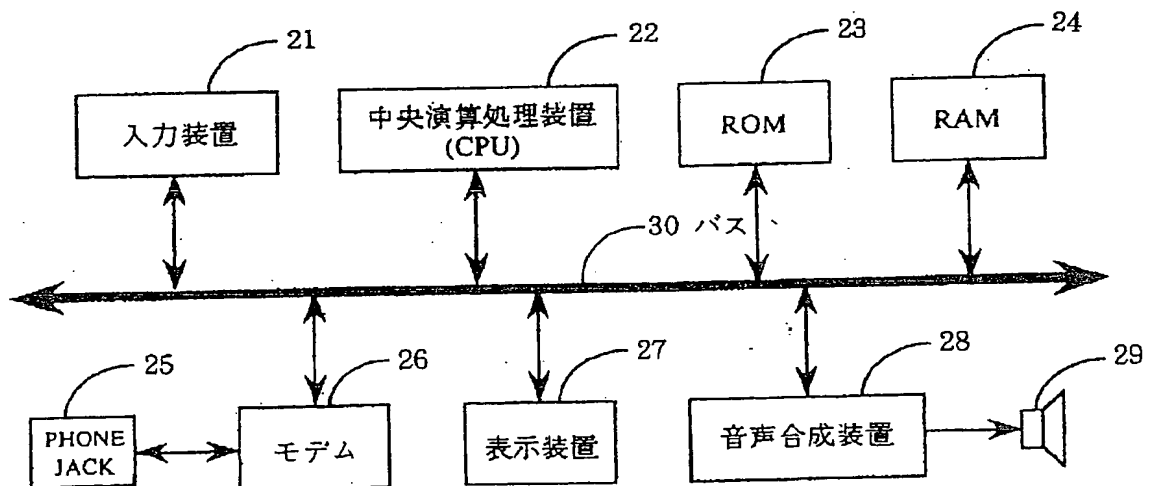 21
22
23
24
入力装置
中央演算処理装置
(CPU)
ROM
RAM
30 バス
25
26
27
28
29
PHONE
JACK
モデム
表示装置
音声合成装置